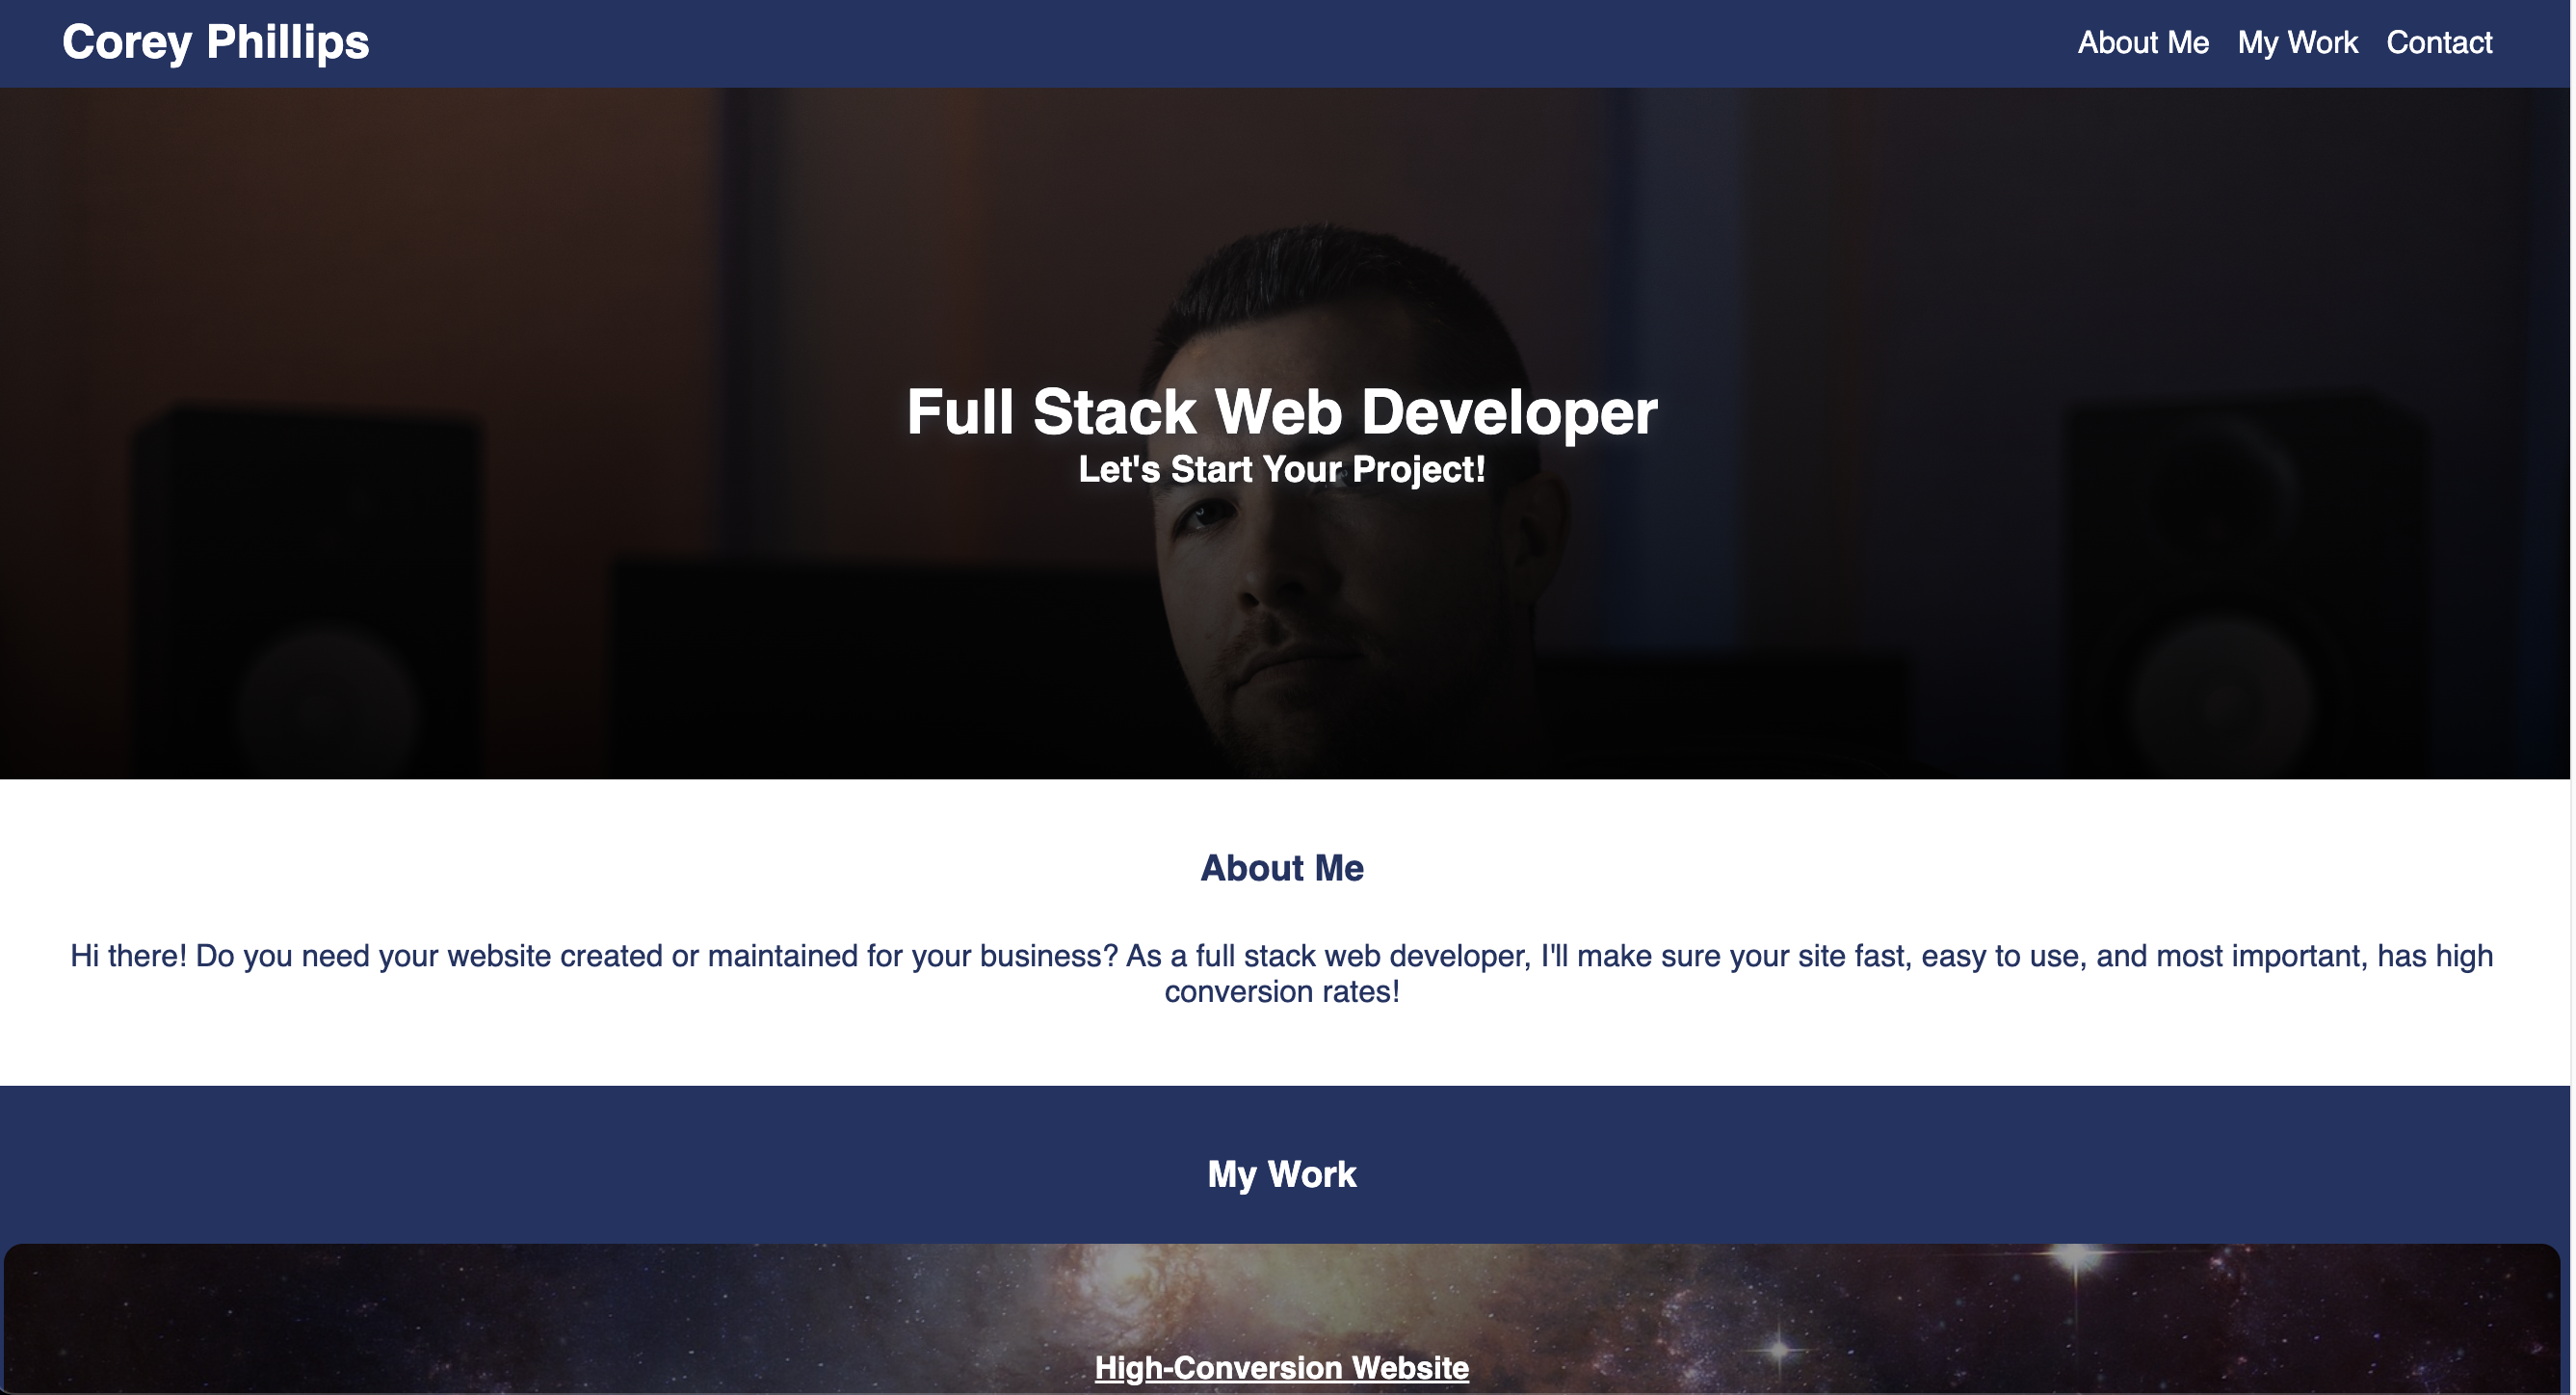 Corey Phillips
About Me My Work Contact
Full Stack Web Developer
Let's Start Your Project!
About Me
Hi there! Do you need your website created or maintained for your business? As a full stack web developer, I'll make sure your site fast, easy to use, and most important, has high
conversion rates!
My Work
High-Conversion Website